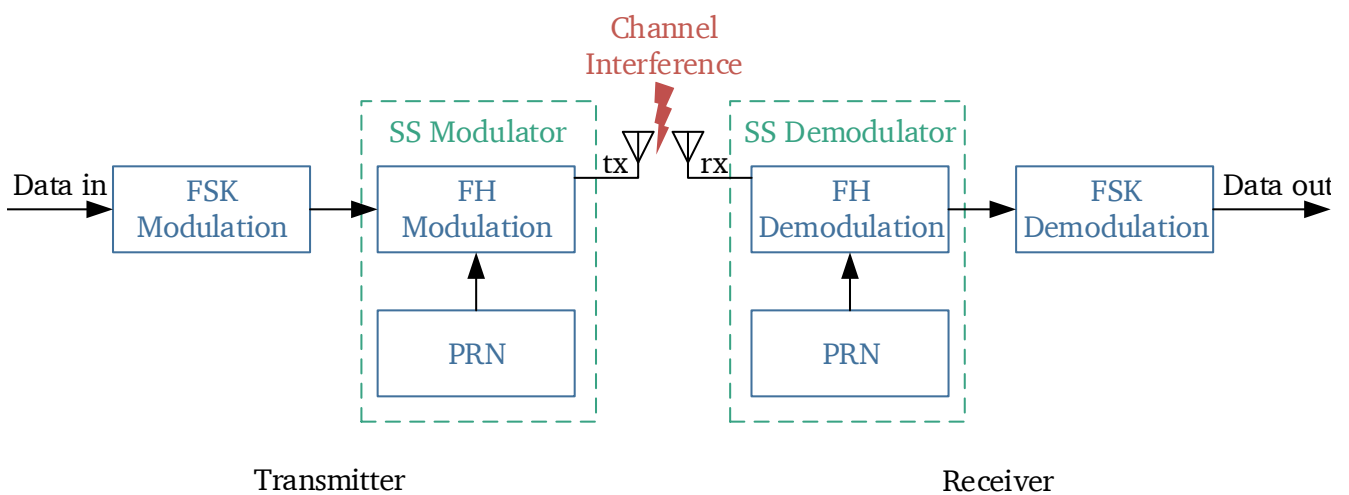 Channel
Interference
SS Modulator
SS Demodulator
Data in
FSK
Modulation
FH
Modulation
tx
rx
FH
Demodulation
FSK
Demodulation
Data out
PRN
PRN
Transmitter
Receiver